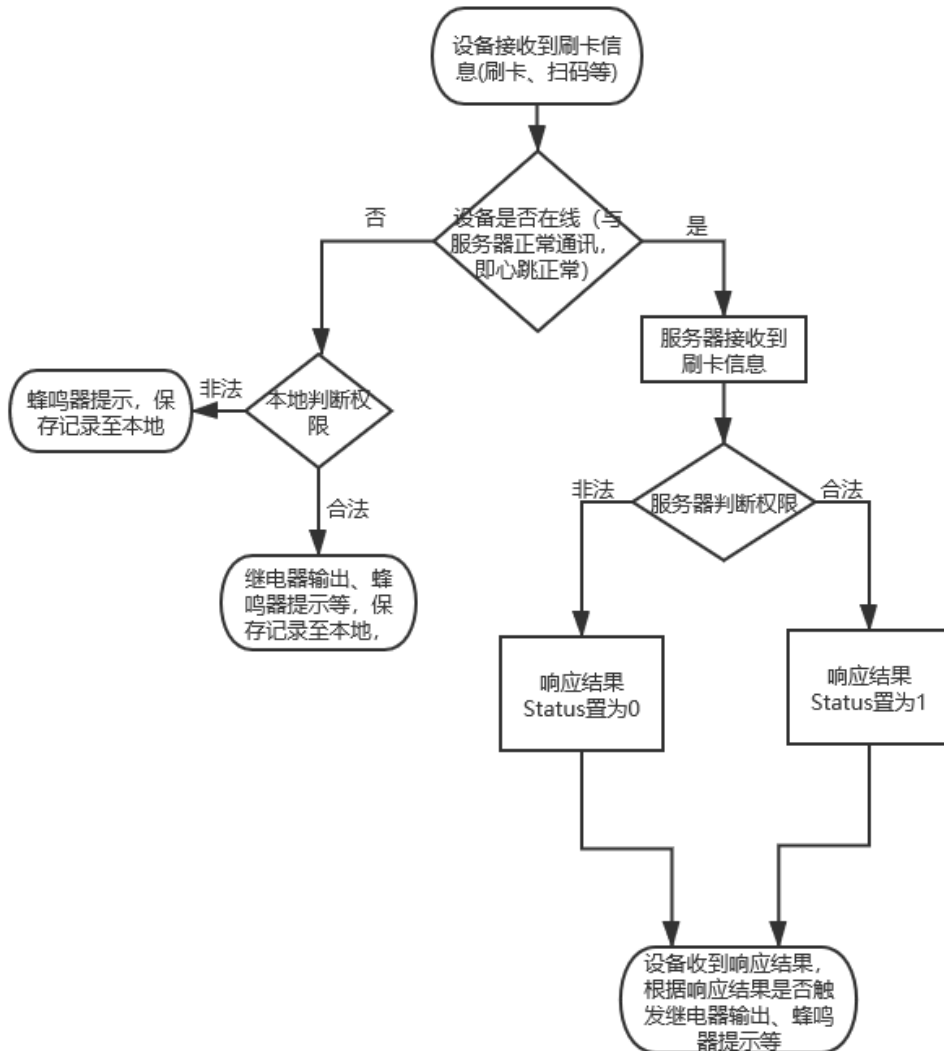 设备接收到刷卡信
息(刷卡、扫码等)
否
设备是否在线（与
服务器正常通讯，
即心跳正常）
是
服务器接收到
刷卡信息
蜂鸣器提示，保
存记录至本地
非法
本地判断权
限
合法
继电器输出、蜂
鸣器提示等，保
存记录至本地，
非法
服务器判断权限
合法
响应结果
Status置为0
响应结果
Status置为1
设备收到响应结果，
根据响应结果是否触
发继电器输出、蜂鸣
器提示等